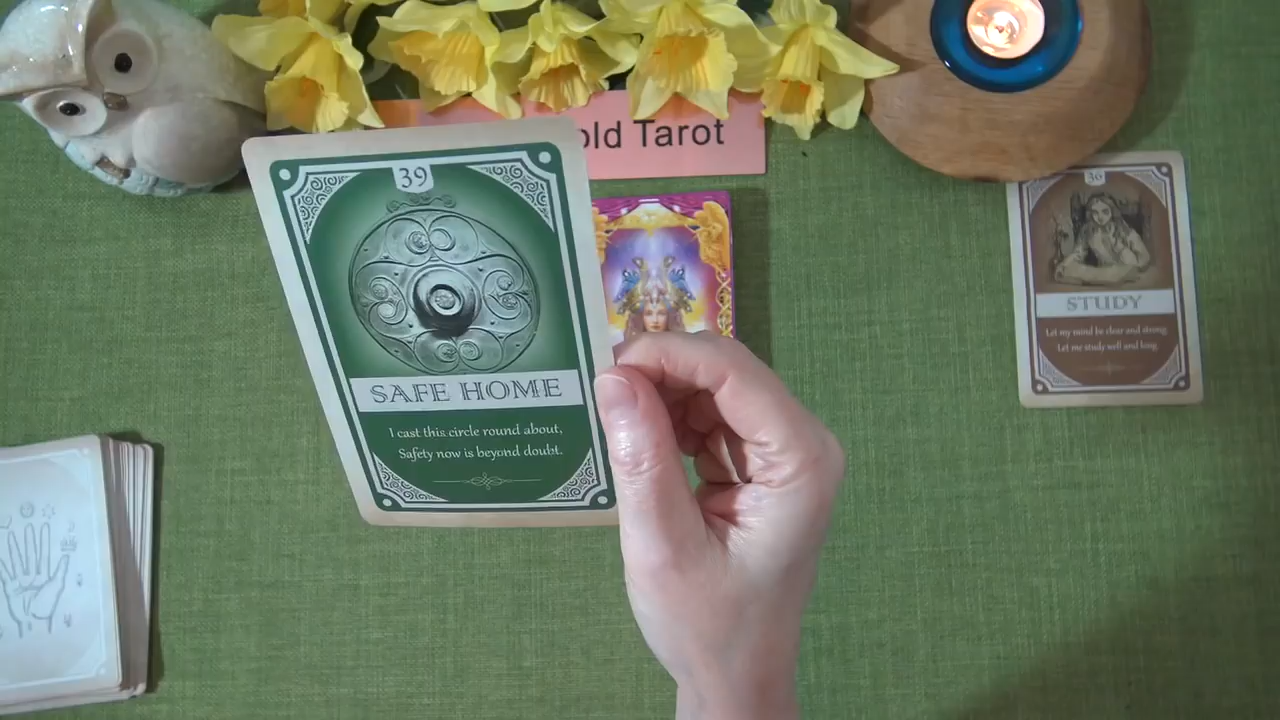 old Tarot
39
SAFE HOME
I cast this circle round about,
Safety now is beyond doubt.
36
STUDY
Let my mind be clear and strong,
Let me study well and long.